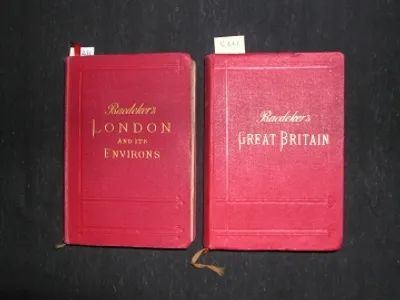 Baedeker's
LONDON
AND ITS
ENVIRONS
Baedeker's
GREAT BRITAIN